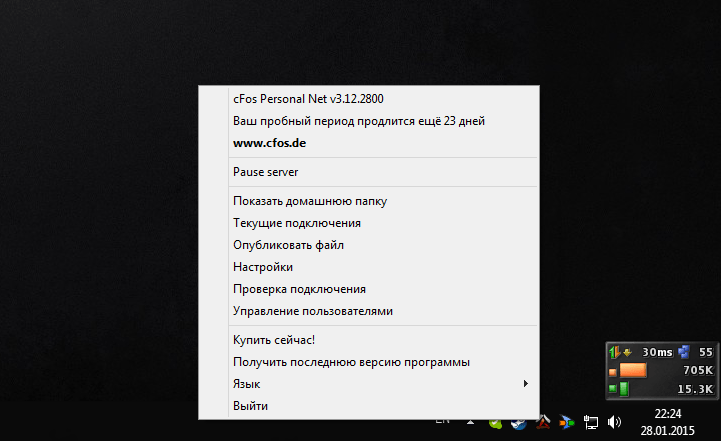 cFos Personal Net v3.12.2800
Ваш пробный период продлится ещё 23 дней
www.cfos.de
Pause server
Показать домашнюю папку
Текущие подключения
Опубликовать файл
Настройки
Проверка подключения
Управление пользователями
Купить сейчас!
Получить последнюю версию программы
Язык
Выйти
30ms 55
705K
15.3K
EN
22:24
28.01.2015